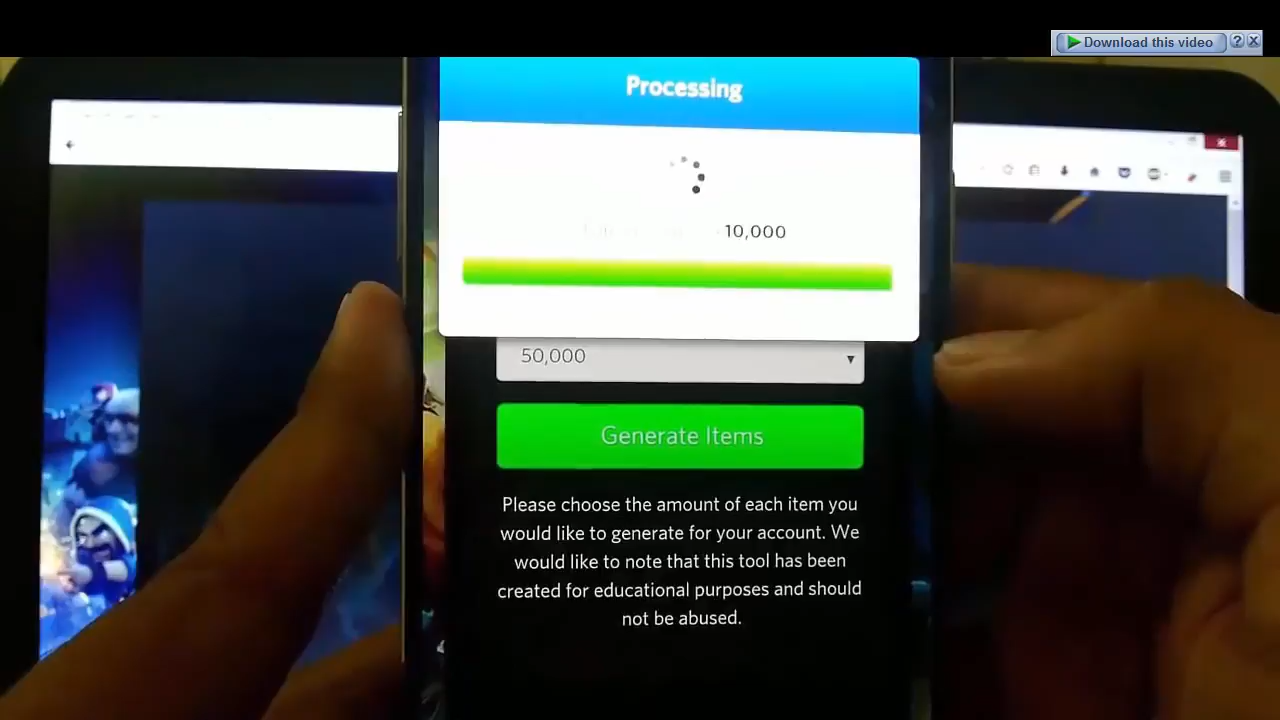 Download this video
Processing
10,000
50,000
Generate Items
Please choose the amount of each item you
would like to generate for your account. We
would like to note that this tool has been
created for educational purposes and should
not be abused.